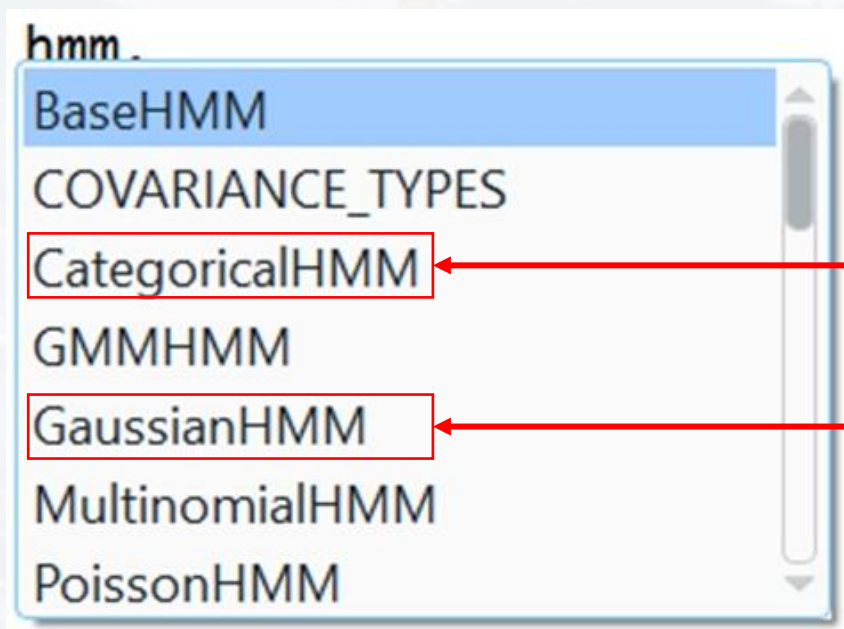 hmm.
BaseHMM
COVARIANCE_TYPES
CategoricalHMM
GMMHMM
GaussianHMM
MultinomialHMM
PoissonHMM